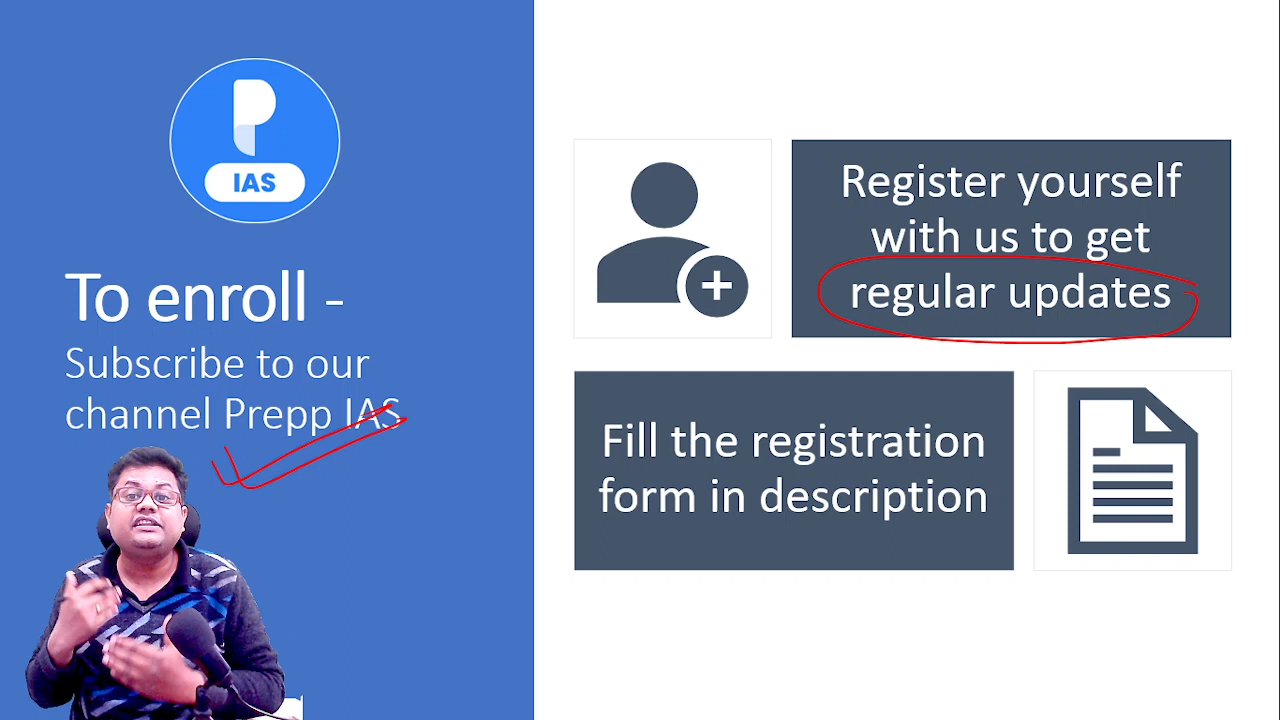 IAS
To enroll -
Subscribe to our
channel Prepp IAS
Register yourself
with us to get
regular updates
Fill the registration
form in description